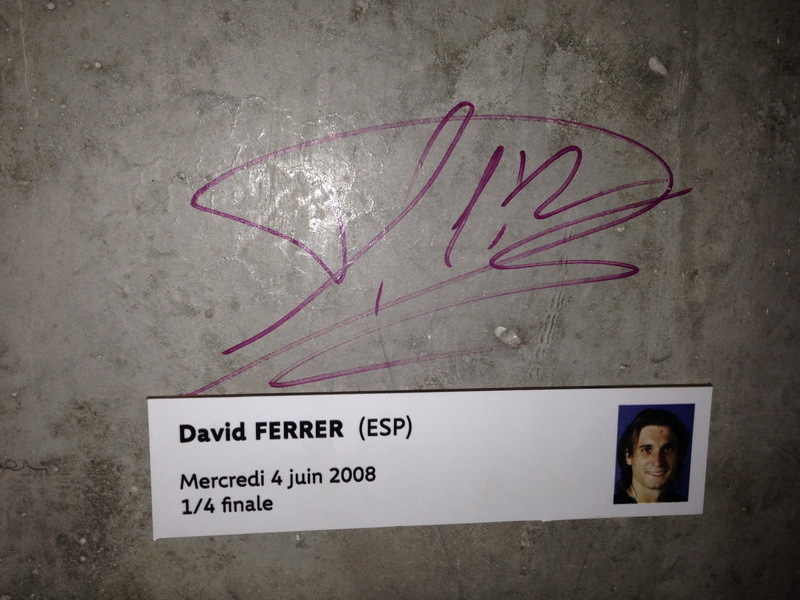 David FERRER (ESP)
Mercredi 4 juin 2008
1/4 finale